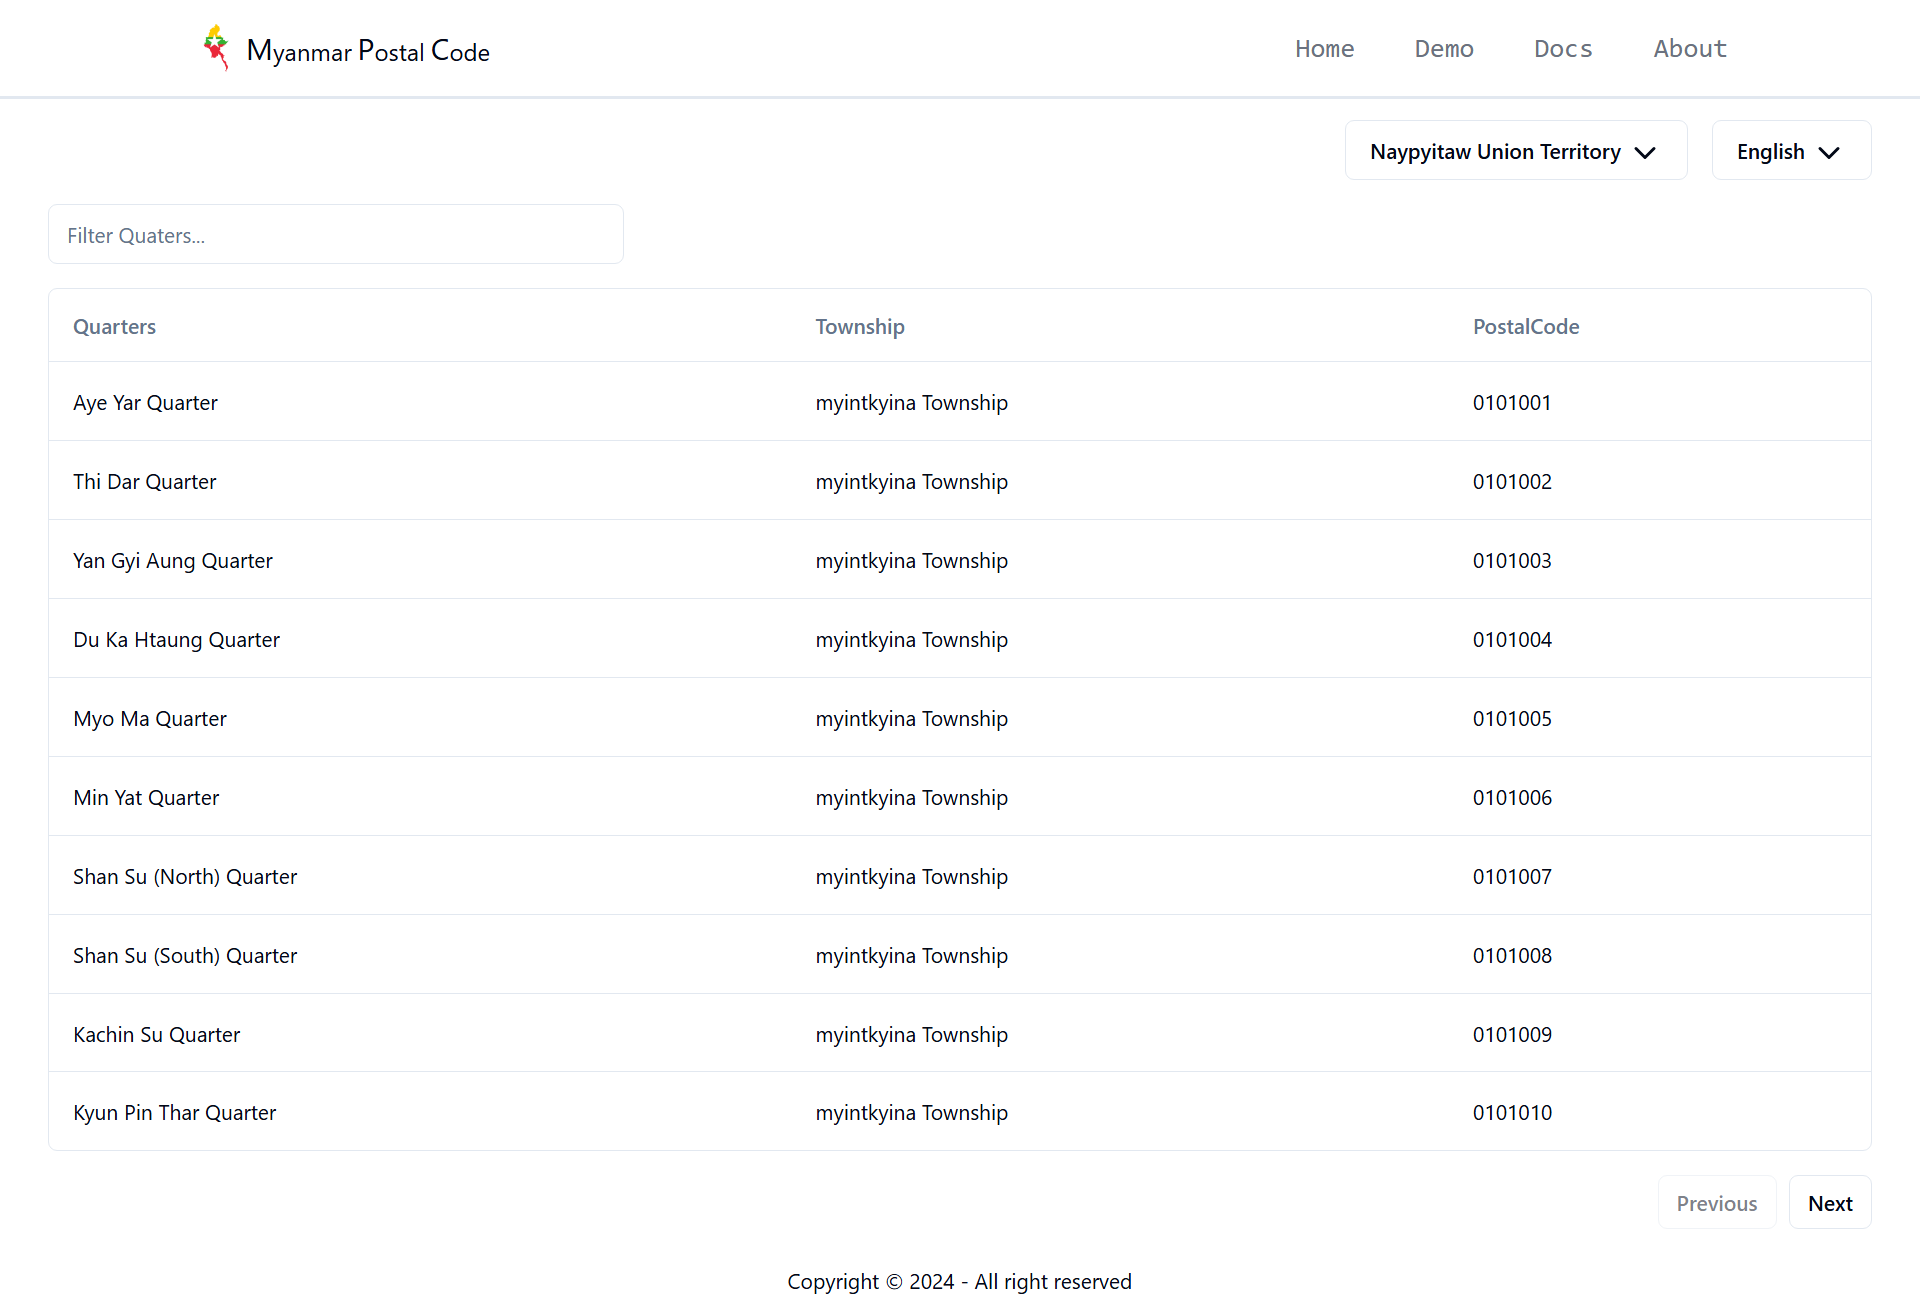 Myanmar Postal Code
Home Demo Docs About
Naypyitaw Union Territory English
Filter Quaters...
Quarters Township PostalCode
Aye Yar Quarter myintkyina Township 0101001
Thi Dar Quarter myintkyina Township 0101002
Yan Gyi Aung Quarter myintkyina Township 0101003
Du Ka Htaung Quarter myintkyina Township 0101004
Myo Ma Quarter myintkyina Township 0101005
Min Yat Quarter myintkyina Township 0101006
Shan Su (North) Quarter myintkyina Township 0101007
Shan Su (South) Quarter myintkyina Township 0101008
Kachin Su Quarter myintkyina Township 0101009
Kyun Pin Thar Quarter myintkyina Township 0101010
Previous Next
Copyright © 2024 - All right reserved